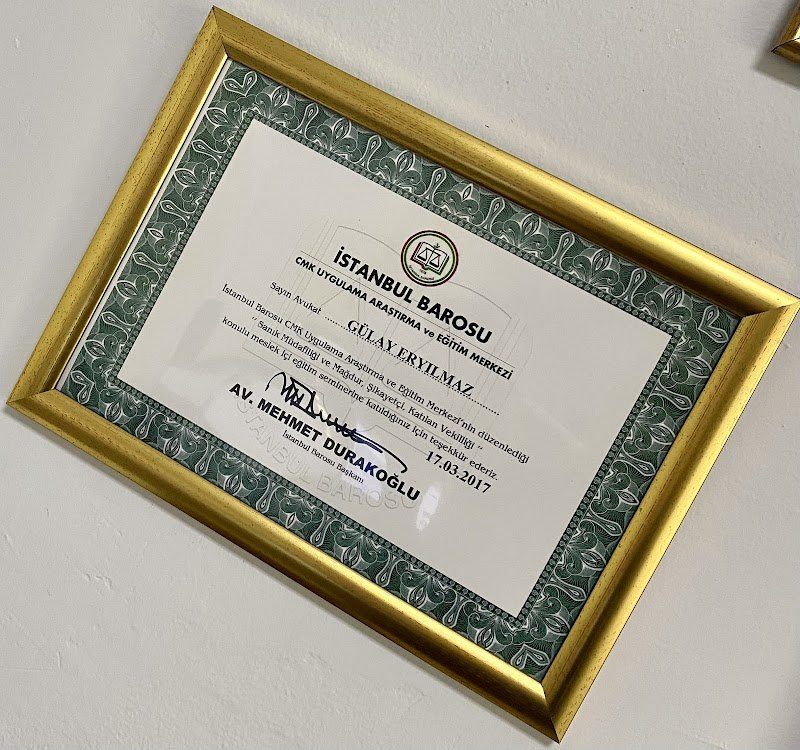 İSTANBUL BAROSU
CMK UYGULAMA ARAŞTIRMA ve EĞİTİM MERKEZİ
Sayın Avukat ........GÜLAY ERYILMAZ........
İstanbul Barosu CMK Uygulama Araştırma ve Eğitim Merkezi'nin düzenlediği
" Sanık Müdafiliği ve Mağdur, Şikayetçi, Katılan Vekilliği "
konulu meslek içi eğitim seminerine katıldığınız için teşekkür ederiz.
17.03.2017
AV. MEHMET DURAKOĞLU
İstanbul Barosu Başkanı
İSTANBUL BAROSU